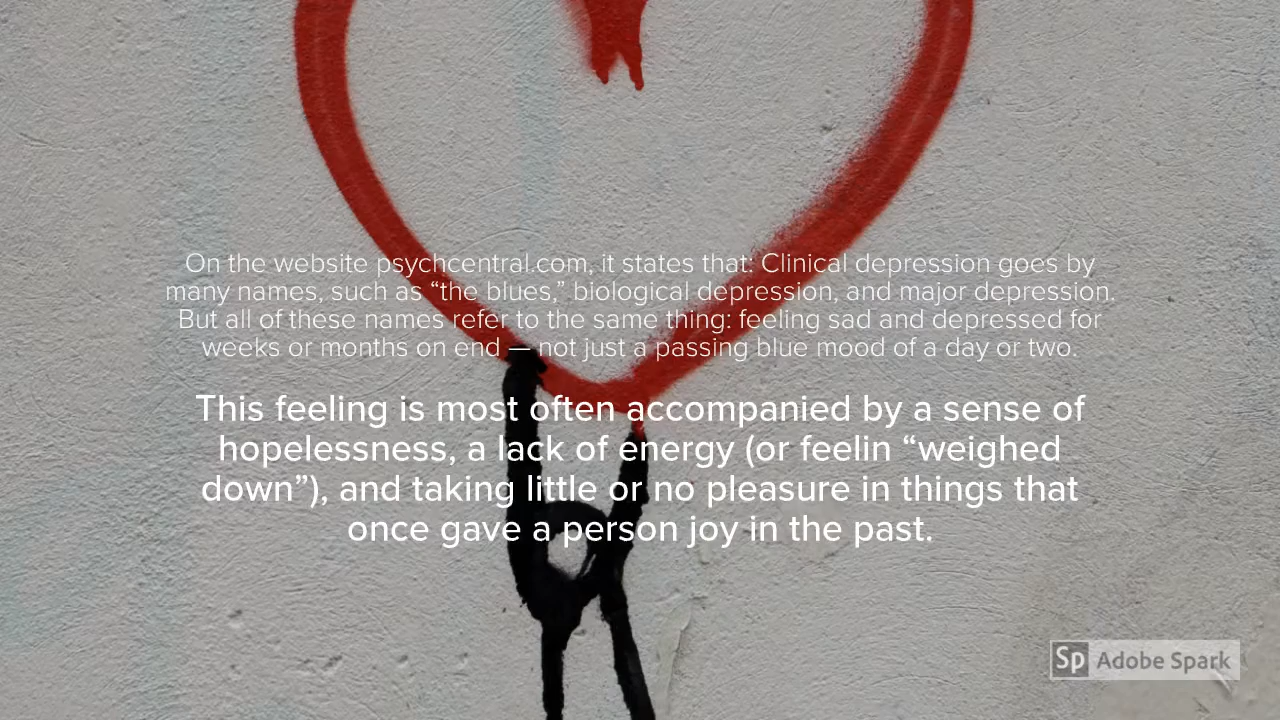 On the website psychcentral.com, it states that: Clinical depression goes by
many names, such as “the blues,” biological depression, and major depression.
But all of these names refer to the same thing: feeling sad and depressed for
weeks or months on end — not just a passing blue mood of a day or two.
This feeling is most often accompanied by a sense of
hopelessness, a lack of energy (or feelin “weighed
down”), and taking little or no pleasure in things that
once gave a person joy in the past.
Sp Adobe Spark